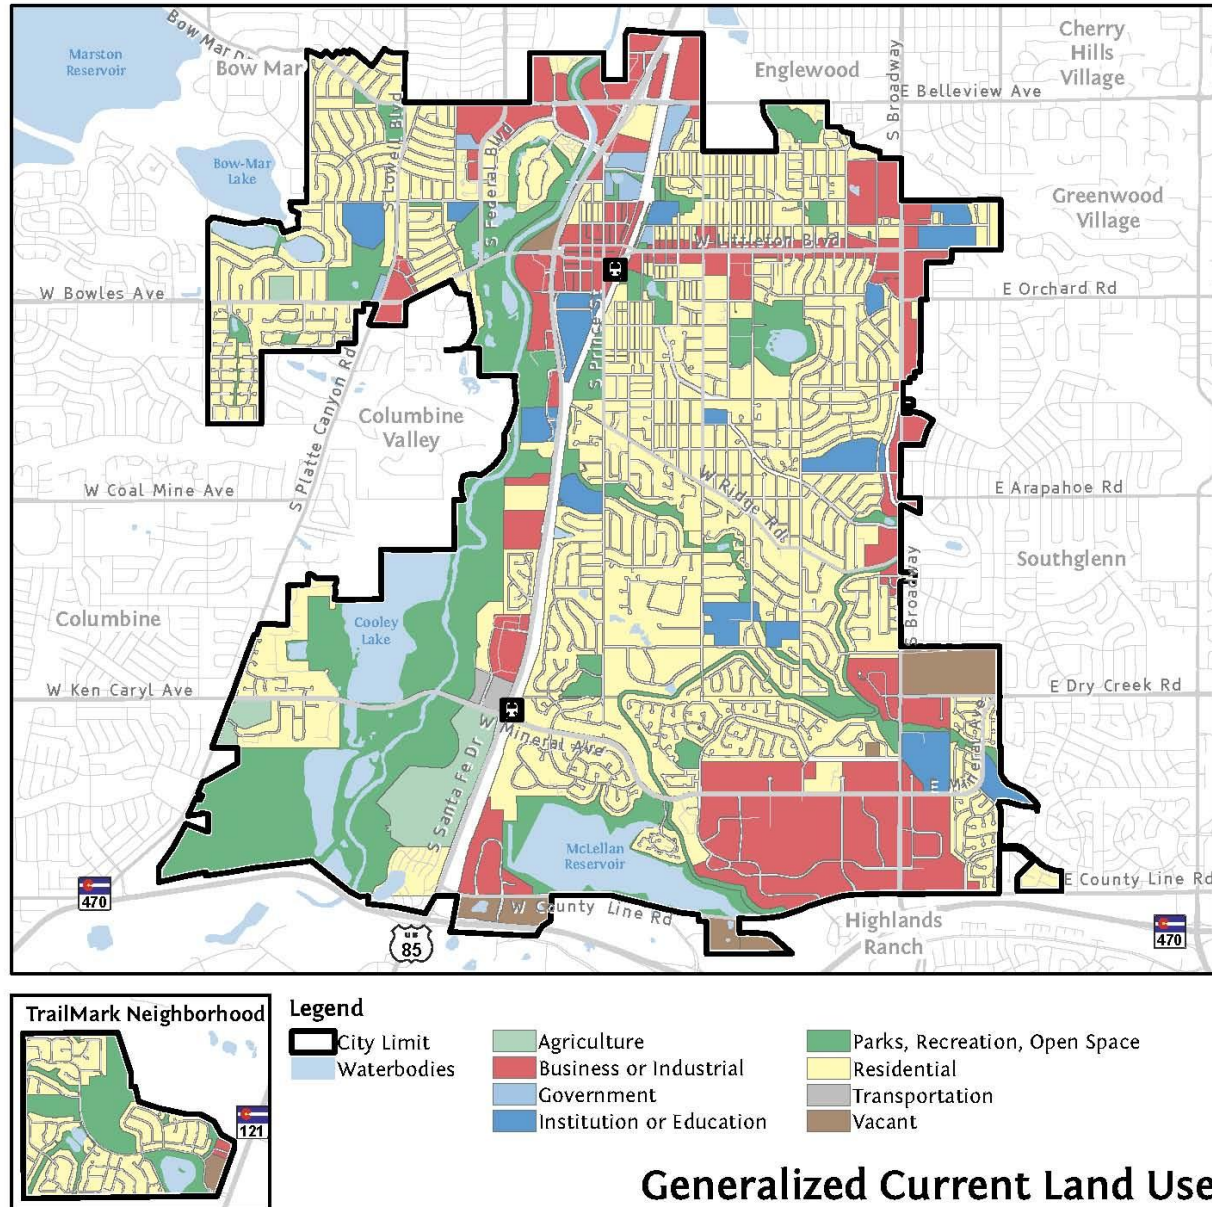 Bow Mar Dr
Marston
Reservoir
Bow Mar
Englewood
Cherry
Hills
Village
E Belleview Ave
S Broadway
S Lowell Blvd
S Federal Blvd
Bow-Mar
Lake
Greenwood
Village
W Littleton Blvd
W Bowles Ave
E Orchard Rd
S Prince St
S Platte Canyon Rd
Columbine
Valley
W Coal Mine Ave
W Ridge Rd
E Arapahoe Rd
Southglenn
S Broadway
Columbine
Cooley
Lake
W Ken Caryl Ave
E Dry Creek Rd
W Mineral Ave
E Mineral Ave
S Santa Fe Dr
McLellan
Reservoir
470
W County Line Rd
E County Line Rd
US
85
Highlands
Ranch
470
TrailMark Neighborhood
121
Legend
City Limit
Waterbodies
Agriculture
Business or Industrial
Government
Institution or Education
Parks, Recreation, Open Space
Residential
Transportation
Vacant
Generalized Current Land Use